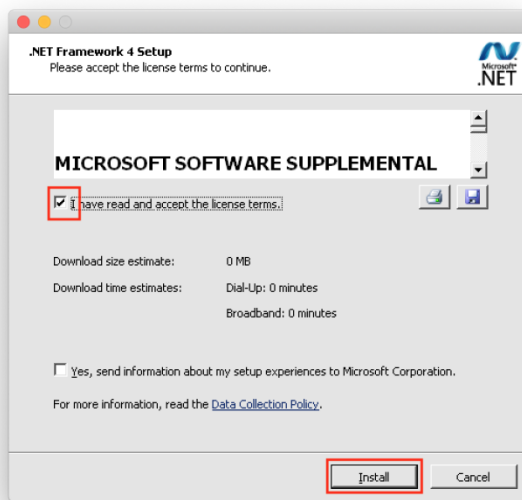 .NET Framework 4 Setup
Please accept the license terms to continue.
Microsoft®
.NET
MICROSOFT SOFTWARE SUPPLEMENTAL
I have read and accept the license terms.
Download size estimate: 0 MB
Download time estimates: Dial-Up: 0 minutes
Broadband: 0 minutes
Yes, send information about my setup experiences to Microsoft Corporation.
For more information, read the Data Collection Policy.
Install Cancel